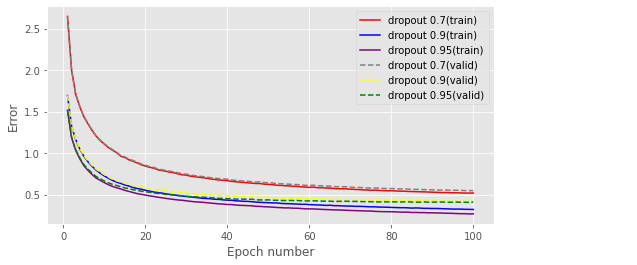 dropout 0.7(train)
dropout 0.9(train)
dropout 0.95(train)
dropout 0.7(valid)
dropout 0.9(valid)
dropout 0.95(valid)
2.5
2.0
1.5
1.0
0.5
Error
0 20 40 60 80 100
Epoch number